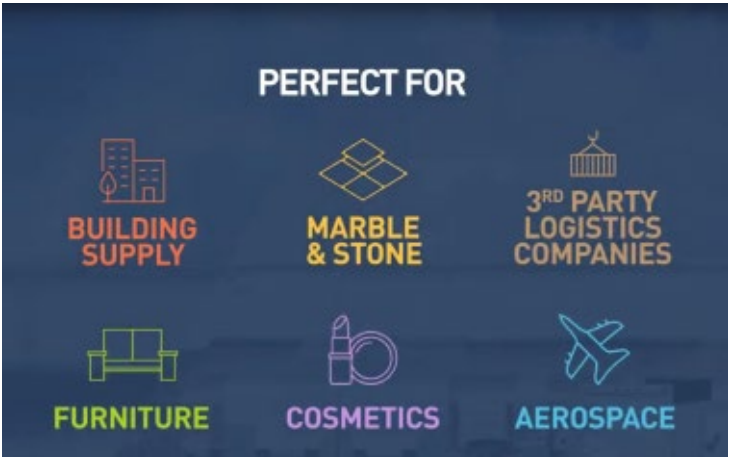 PERFECT FOR
BUILDING
SUPPLY
MARBLE
& STONE
3RD PARTY
LOGISTICS
COMPANIES
FURNITURE
COSMETICS
AEROSPACE